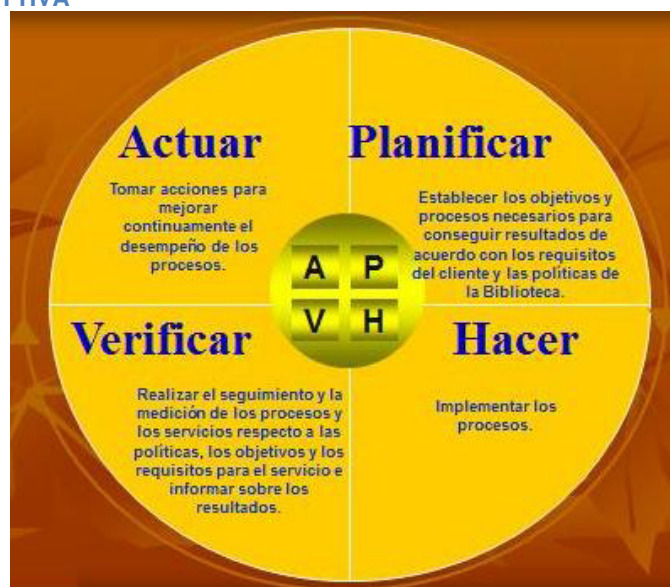 Actuar
Tomar acciones para
mejorar
continuamente el
desempeño de los
procesos.
Planificar
Establecer los objetivos y
procesos necesarios para
conseguir resultados de
acuerdo con los requisitos
del cliente y las políticas de
la Biblioteca.
A P
V H
Verificar
Realizar el seguimiento y la
medición de los procesos y
los servicios respecto a las
políticas, los objetivos y los
requisitos para el servicio e
informar sobre los
resultados.
Hacer
Implementar los
procesos.